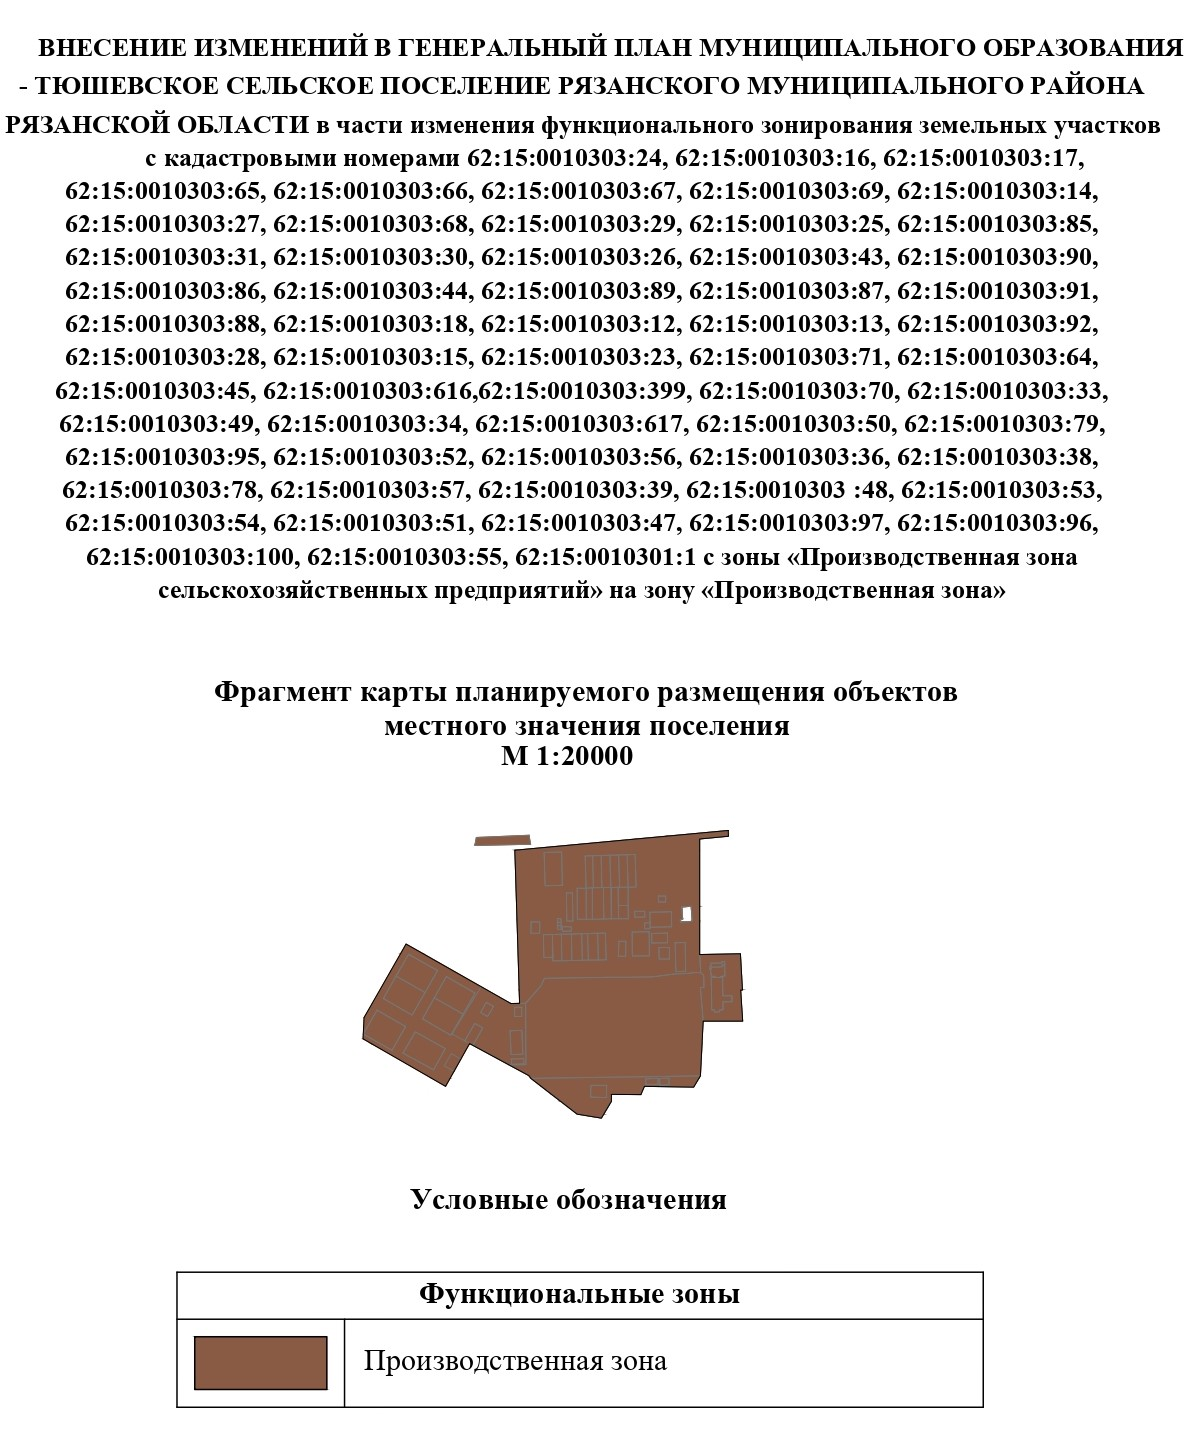 ВНЕСЕНИЕ ИЗМЕНЕНИЙ В ГЕНЕРАЛЬНЫЙ ПЛАН МУНИЦИПАЛЬНОГО ОБРАЗОВАНИЯ
- ТЮШЕВСКОЕ СЕЛЬСКОЕ ПОСЕЛЕНИЕ РЯЗАНСКОГО МУНИЦИПАЛЬНОГО РАЙОНА
РЯЗАНСКОЙ ОБЛАСТИ в части изменения функционального зонирования земельных участков
с кадастровыми номерами 62:15:0010303:24, 62:15:0010303:16, 62:15:0010303:17,
62:15:0010303:65, 62:15:0010303:66, 62:15:0010303:67, 62:15:0010303:69, 62:15:0010303:14,
62:15:0010303:27, 62:15:0010303:68, 62:15:0010303:29, 62:15:0010303:25, 62:15:0010303:85,
62:15:0010303:31, 62:15:0010303:30, 62:15:0010303:26, 62:15:0010303:43, 62:15:0010303:90,
62:15:0010303:86, 62:15:0010303:44, 62:15:0010303:89, 62:15:0010303:87, 62:15:0010303:91,
62:15:0010303:88, 62:15:0010303:18, 62:15:0010303:12, 62:15:0010303:13, 62:15:0010303:92,
62:15:0010303:28, 62:15:0010303:15, 62:15:0010303:23, 62:15:0010303:71, 62:15:0010303:64,
62:15:0010303:45, 62:15:0010303:616,62:15:0010303:399, 62:15:0010303:70, 62:15:0010303:33,
62:15:0010303:49, 62:15:0010303:34, 62:15:0010303:617, 62:15:0010303:50, 62:15:0010303:79,
62:15:0010303:95, 62:15:0010303:52, 62:15:0010303:56, 62:15:0010303:36, 62:15:0010303:38,
62:15:0010303:78, 62:15:0010303:57, 62:15:0010303:39, 62:15:0010303 :48, 62:15:0010303:53,
62:15:0010303:54, 62:15:0010303:51, 62:15:0010303:47, 62:15:0010303:97, 62:15:0010303:96,
62:15:0010303:100, 62:15:0010303:55, 62:15:0010301:1 с зоны «Производственная зона
сельскохозяйственных предприятий» на зону «Производственная зона»
Фрагмент карты планируемого размещения объектов
местного значения поселения
М 1:20000
Условные обозначения
Функциональные зоны
Производственная зона